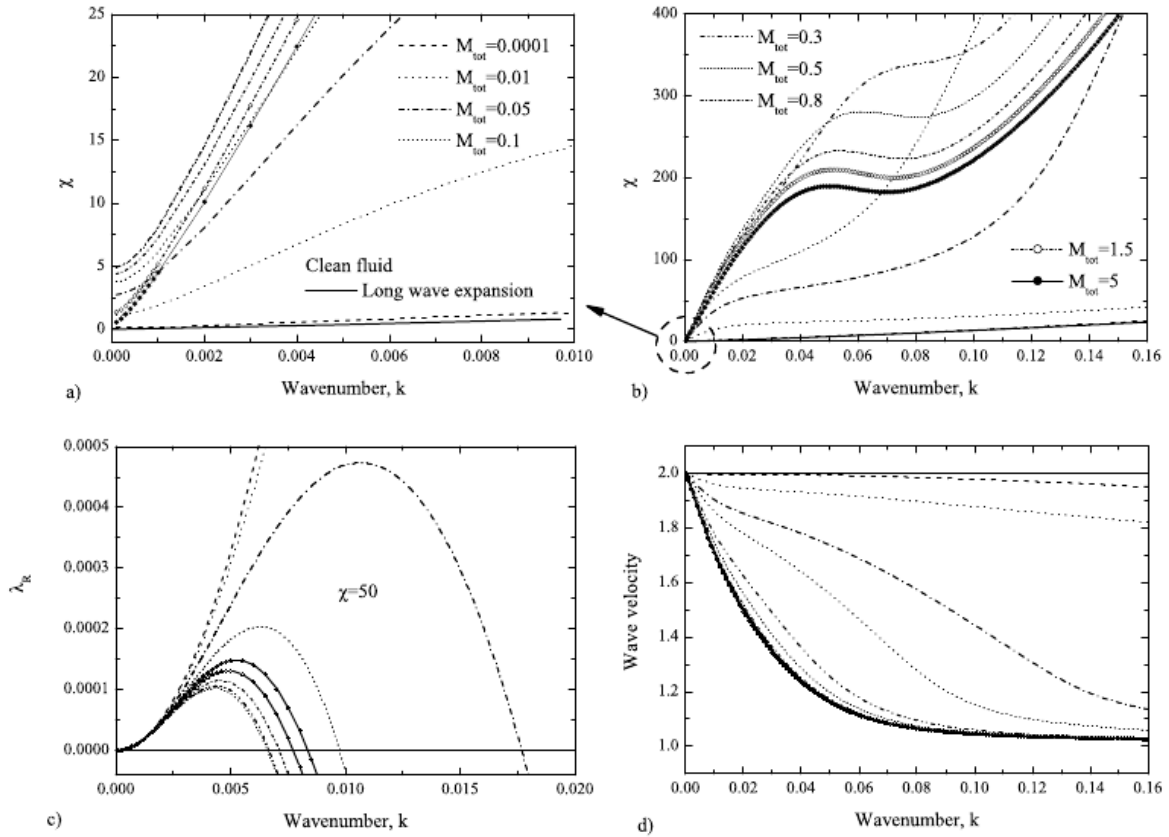 25
20
15
10
5
0
χ
M_tot=0.0001
M_tot=0.01
M_tot=0.05
M_tot=0.1
Clean fluid
Long wave expansion
0.000 0.002 0.004 0.006 0.008 0.010
Wavenumber, k
a)
400
300
200
100
0
χ
M_tot=0.3
M_tot=0.5
M_tot=0.8
M_tot=1.5
M_tot=5
0.00 0.02 0.04 0.06 0.08 0.10 0.12 0.14 0.16
Wavenumber, k
b)
0.0005
0.0004
0.0003
0.0002
0.0001
0.0000
λ_R
χ=50
0.000 0.005 0.010 0.015 0.020
Wavenumber, k
c)
2.0
1.8
1.6
1.4
1.2
1.0
Wave velocity
0.00 0.02 0.04 0.06 0.08 0.10 0.12 0.14 0.16
Wavenumber, k
d)